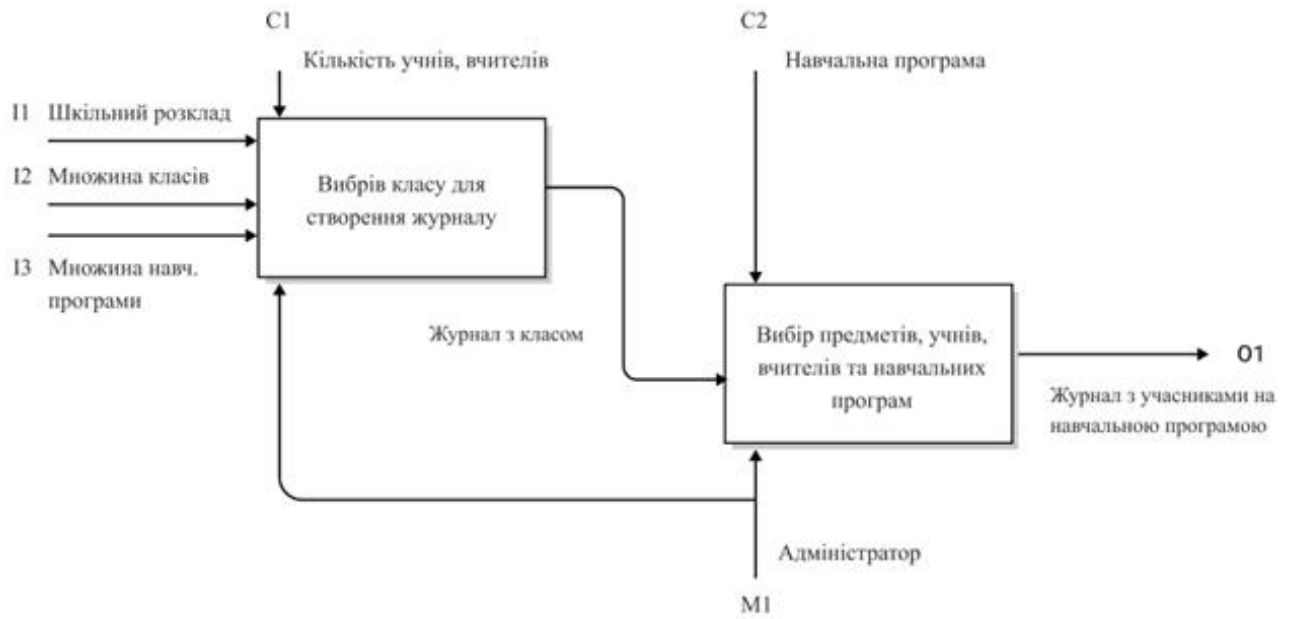 C1
C2
Кількість учнів, вчителів
Навчальна програма
I1 Шкільний розклад
I2 Множина класів
Вибрів класу для
створення журналу
I3 Множина навч.
програми
Журнал з класом
Вибір предметів, учнів,
вчителів та навчальних
програм
O1
Журнал з учасниками на
навчальною програмою
Адміністратор
M1